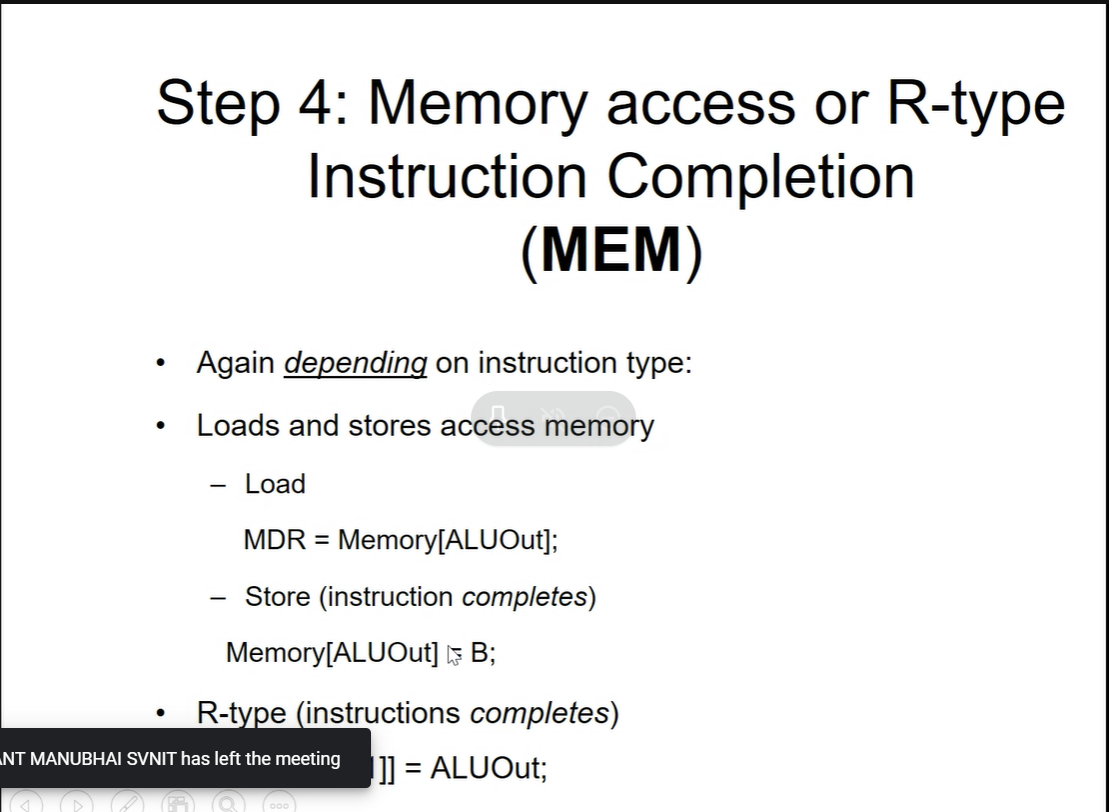 Step 4: Memory access or R-type
Instruction Completion
(MEM)
• Again depending on instruction type:
• Loads and stores access memory
– Load
MDR = Memory[ALUOut];
– Store (instruction completes)
Memory[ALUOut] = B;
• R-type (instructions completes)
]] = ALUOut;
MANUBHAI SVNIT has left the meeting